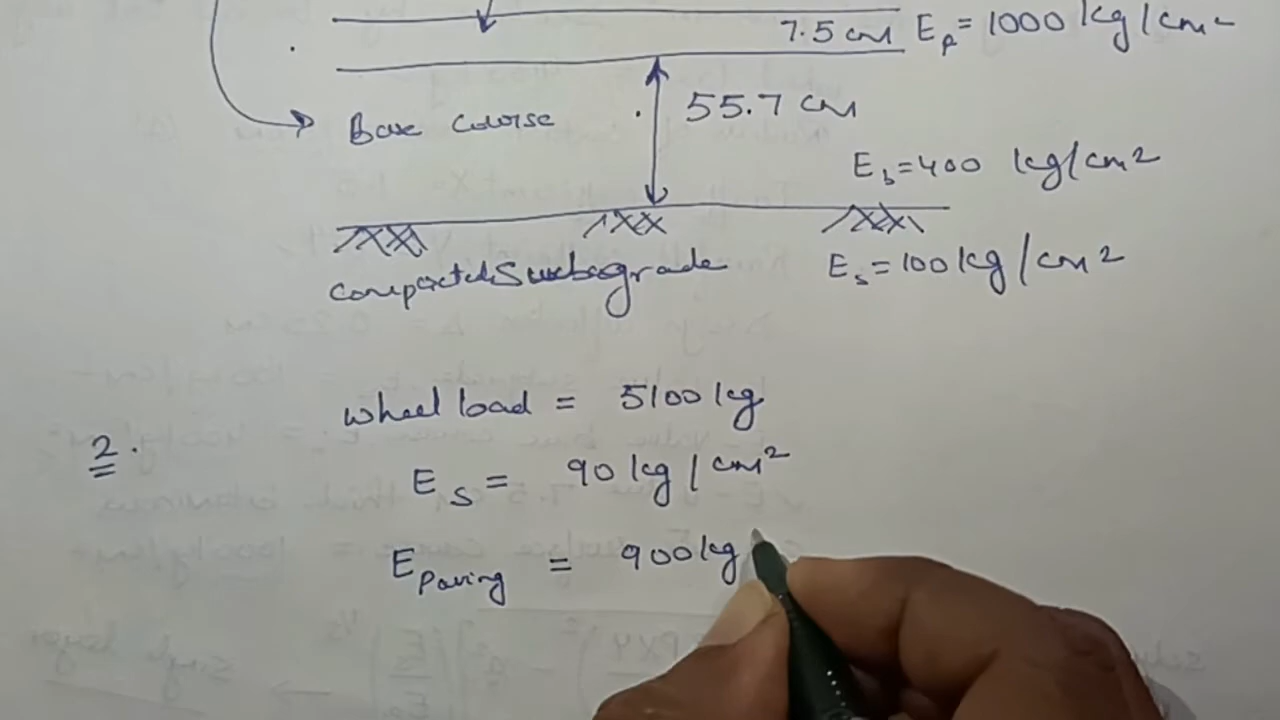 7.5 cm Ep = 1000 kg/cm2
Base course
55.7 cm
Eb = 400 kg/cm2
Compacted Subgrade
Es = 100 kg/cm2
2.
wheel load = 5100 kg
Es = 90 kg/cm2
Epaving = 900 kg